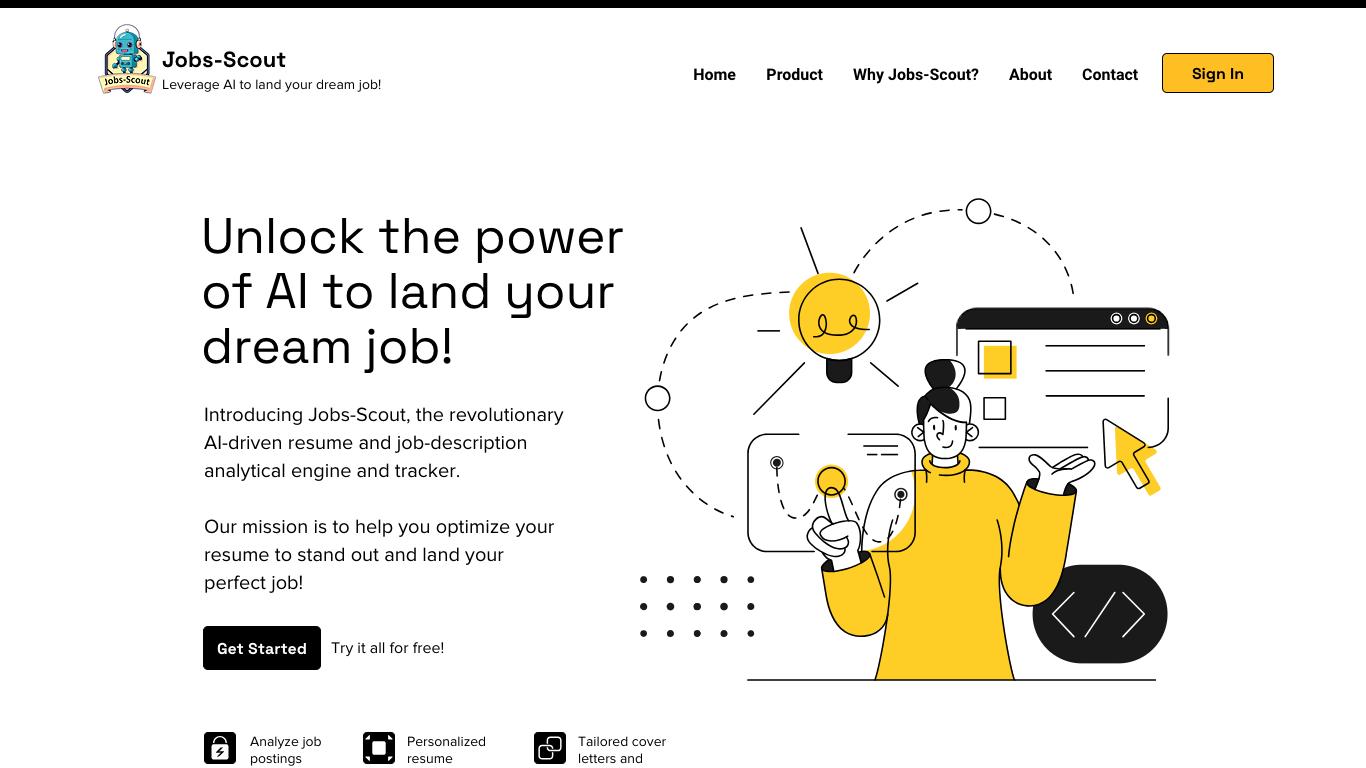 Jobs-Scout
Jobs-Scout
Leverage AI to land your dream job!
Home Product Why Jobs-Scout? About Contact Sign In
Unlock the power
of AI to land your
dream job!
Introducing Jobs-Scout, the revolutionary
AI-driven resume and job-description
analytical engine and tracker.
Our mission is to help you optimize your
resume to stand out and land your
perfect job!
Get Started Try it all for free!
Analyze job
postings
Personalized
resume
Tailored cover
letters and